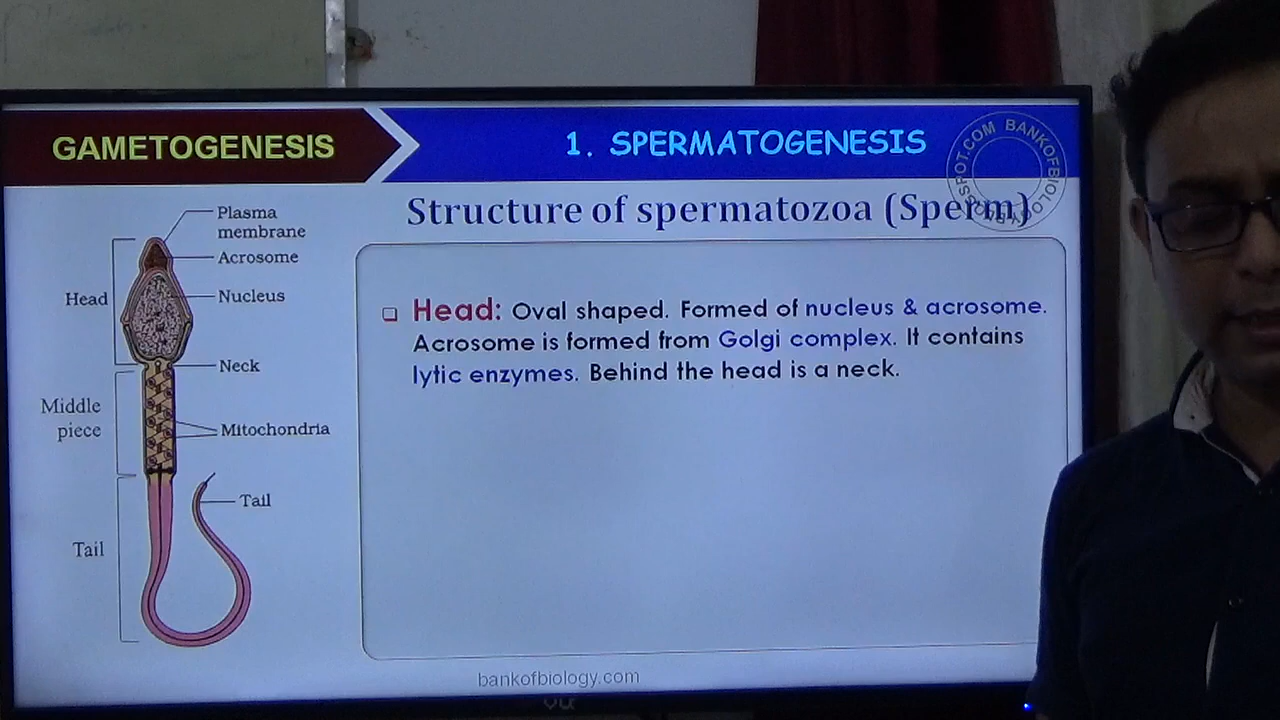 GAMETOGENESIS
1. SPERMATOGENESIS
Structure of spermatozoa (Sperm)
Plasma
membrane
Acrosome
Head
Nucleus
Neck
Middle
piece
Mitochondria
Tail
Tail
❑ Head: Oval shaped. Formed of nucleus & acrosome.
Acrosome is formed from Golgi complex. It contains
lytic enzymes. Behind the head is a neck.
bankofbiology.com